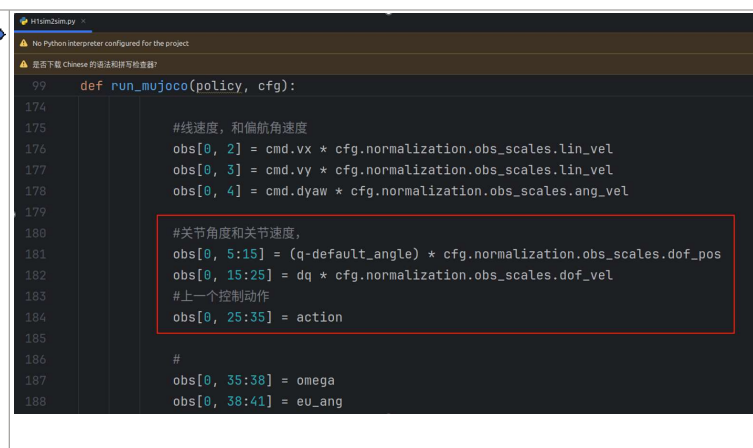 H1sim2sim.py ×
No Python interpreter configured for the project
是否下载 Chinese 的语法和拼写检查器?
99 def run_mujoco(policy, cfg):
174
175 #线速度，和偏航角速度
176 obs[0, 2] = cmd.vx * cfg.normalization.obs_scales.lin_vel
177 obs[0, 3] = cmd.vy * cfg.normalization.obs_scales.lin_vel
178 obs[0, 4] = cmd.dyaw * cfg.normalization.obs_scales.ang_vel
179
180 #关节角度和关节速度，
181 obs[0, 5:15] = (q-default_angle) * cfg.normalization.obs_scales.dof_pos
182 obs[0, 15:25] = dq * cfg.normalization.obs_scales.dof_vel
183 #上一个控制动作
184 obs[0, 25:35] = action
185
186 #
187 obs[0, 35:38] = omega
188 obs[0, 38:41] = eu_ang